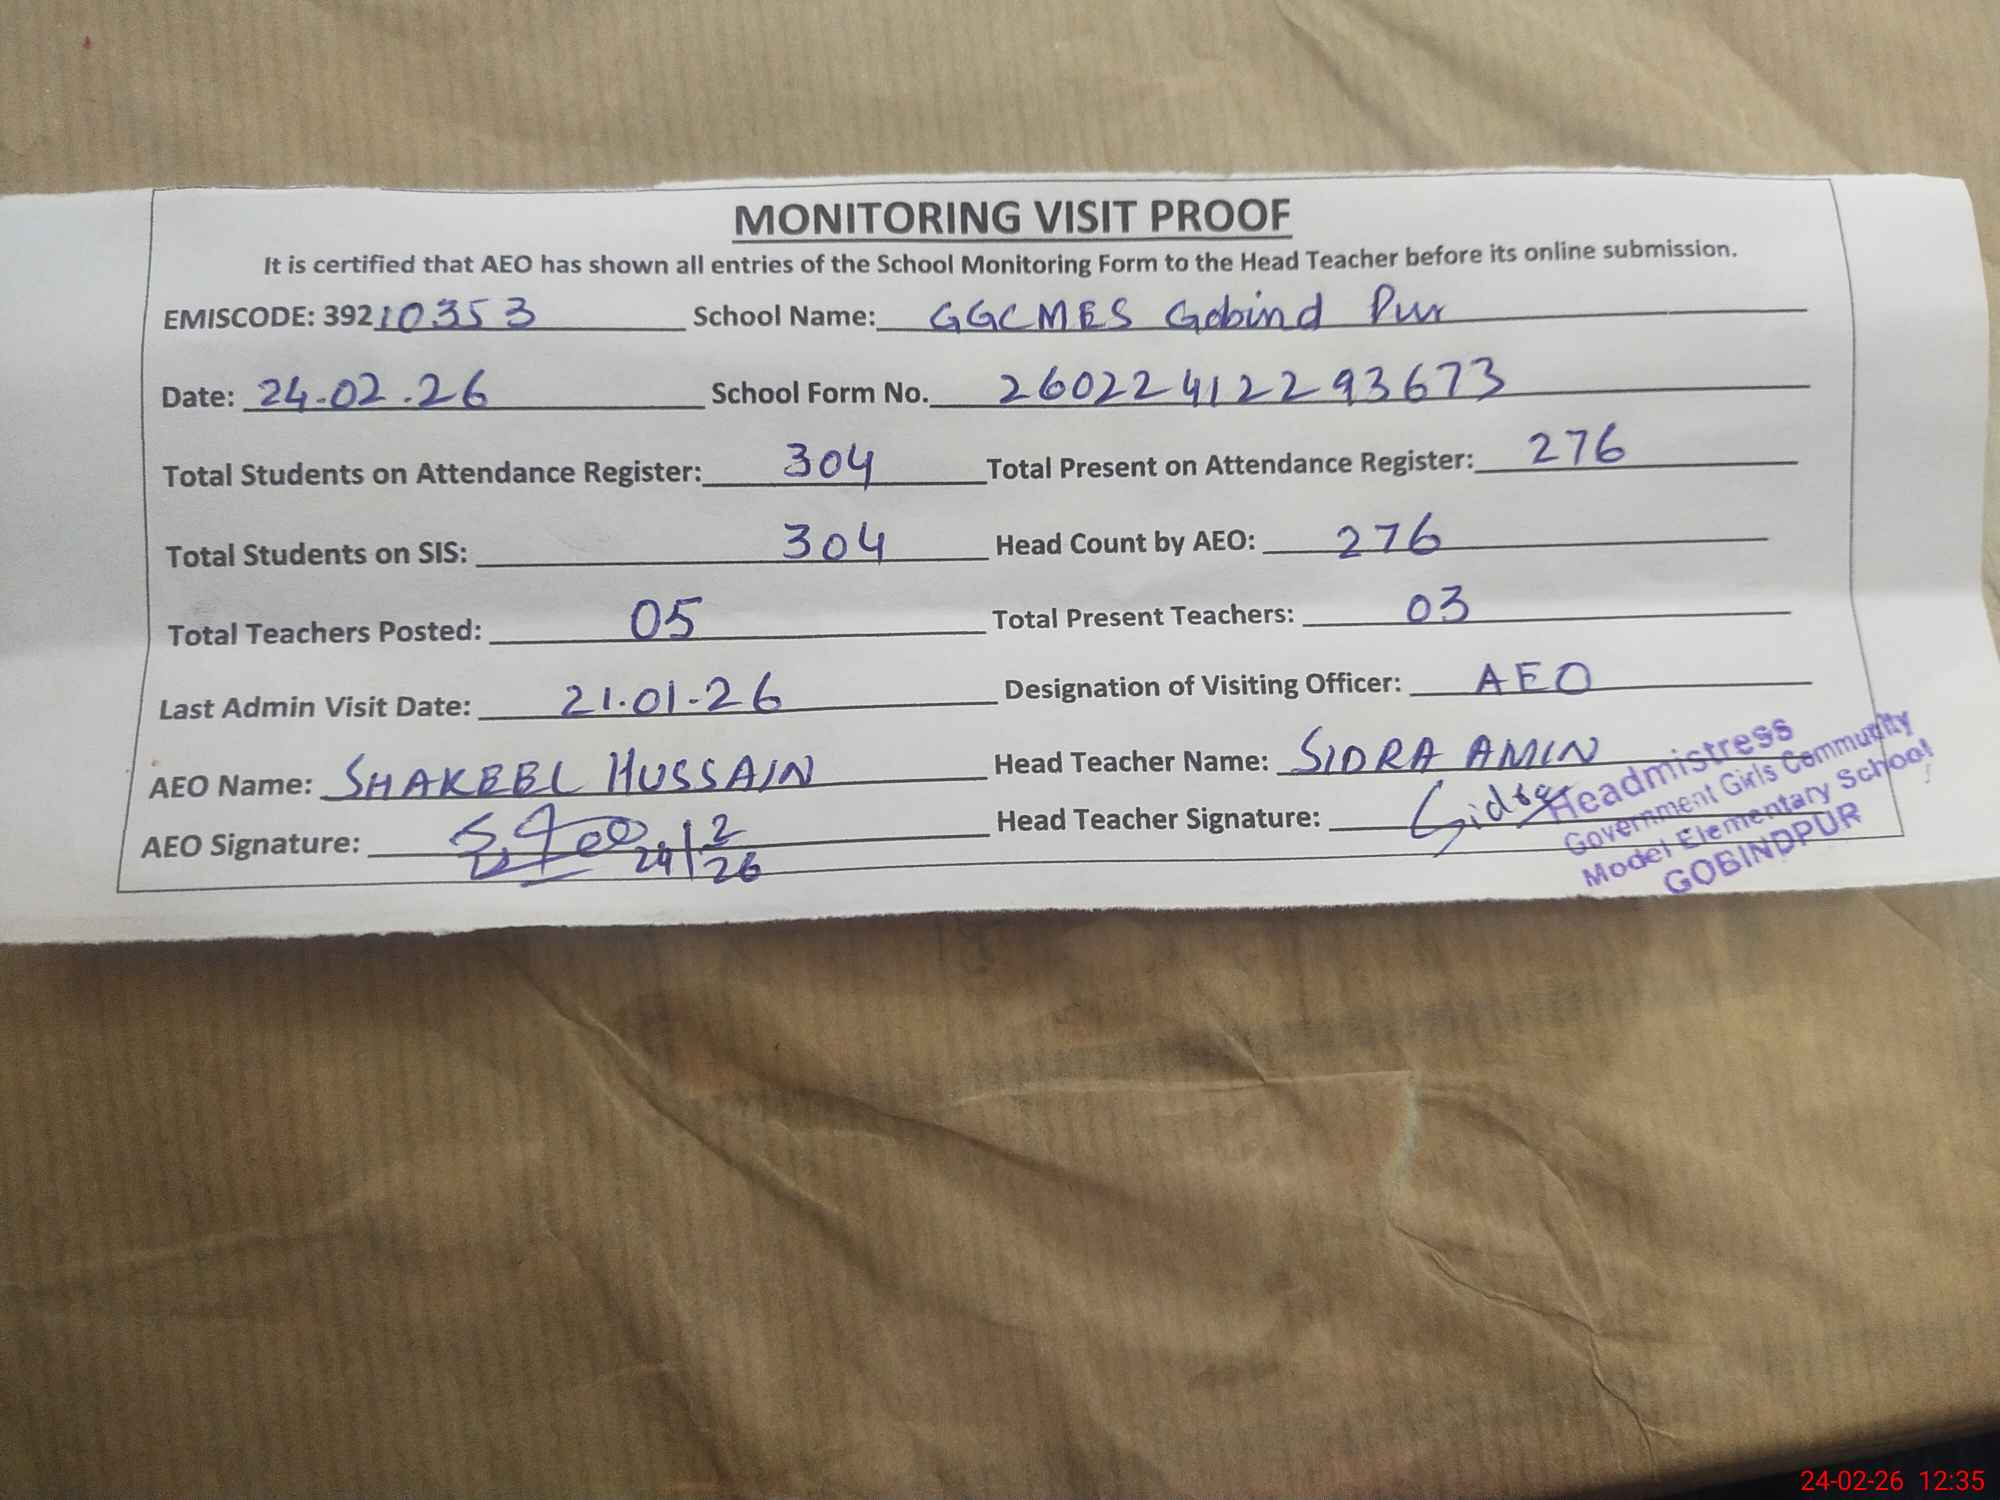 MONITORING VISIT PROOF
It is certified that AEO has shown all entries of the School Monitoring Form to the Head Teacher before its online submission.
EMISCODE: 39210353 School Name: GGCMES Gobind Pur
Date: 24-02-26 School Form No. 26022412293673
Total Students on Attendance Register: 304 Total Present on Attendance Register: 276
Total Students on SIS: 304 Head Count by AEO: 276
Total Teachers Posted: 05 Total Present Teachers: 03
Last Admin Visit Date: 21-01-26 Designation of Visiting Officer: AEO
AEO Name: SHAKEEL HUSSAIN Head Teacher Name: SIDRA AMIN
AEO Signature: 24/2/26 Head Teacher Signature: Sidra
Headmistress
Government Girls Community
Model Elementary School
GOBINDPUR
24-02-26 12:35